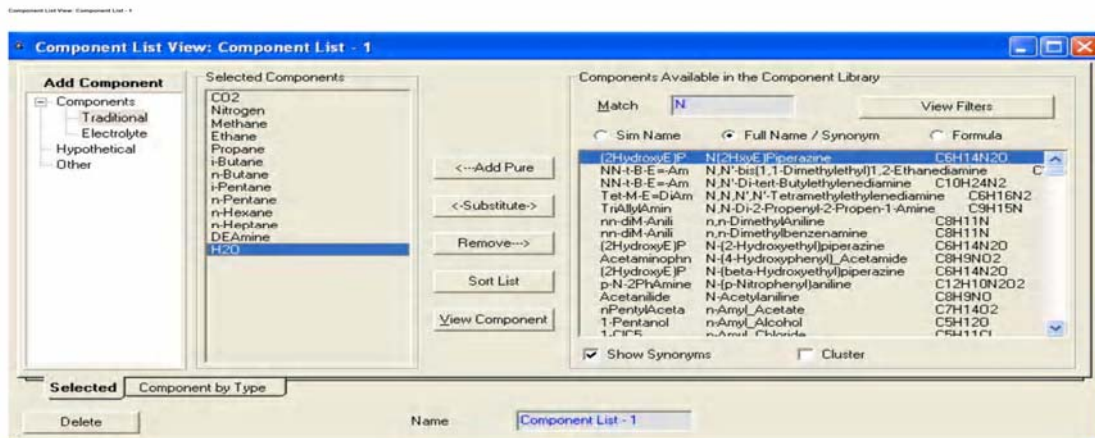 Component List View: Component List - 1
Component List View: Component List - 1
Add Component
Components
Traditional
Electrolyte
Hypothetical
Other
Selected Components
CO2
Nitrogen
Methane
Ethane
Propane
i-Butane
n-Butane
i-Pentane
n-Pentane
n-Hexane
n-Heptane
DEAmine
H2O
<---Add Pure
<-Substitute->
Remove--->
Sort List
View Component
Components Available in the Component Library
Match N
View Filters
Sim Name Full Name / Synonym Formula
(2HydroxyE)P N(2HxyE)Piperazine C6H14N2O
NN-t-B-E=-Am N,N'-bis(1,1-Dimethylethyl)1,2-Ethanediamine C
NN-t-B-E=-Am N,N'-Di-tert-Butylethylenediamine C10H24N2
Tet-M-E=DiAm N,N,N',N'-Tetramethylethylenediamine C6H16N2
TriAllylAmin N,N-Di-2-Propenyl-2-Propen-1-Amine C9H15N
nn-diM-Anili n,n-DimethylAniline C8H11N
nn-diM-Anili n,n-Dimethylbenzenamine C8H11N
(2HydroxyE)P N-(2-Hydroxyethyl)piperazine C6H14N2O
Acetaminophn N-(4-Hydroxyphenyl)_Acetamide C8H9NO2
(2HydroxyE)P N-(beta-Hydroxyethyl)piperazine C6H14N2O
p-N-2PhAmine N-(p-Nitrophenyl)aniline C12H10N2O2
Acetanilide N-Acetylaniline C8H9NO
nPentylAceta n-Amyl_Acetate C7H14O2
1-Pentanol n-Amyl_Alcohol C5H12O
1-ClC5 n-Amyl_Chloride C5H11Cl
Show Synonyms Cluster
Selected Component by Type
Delete Name Component List - 1